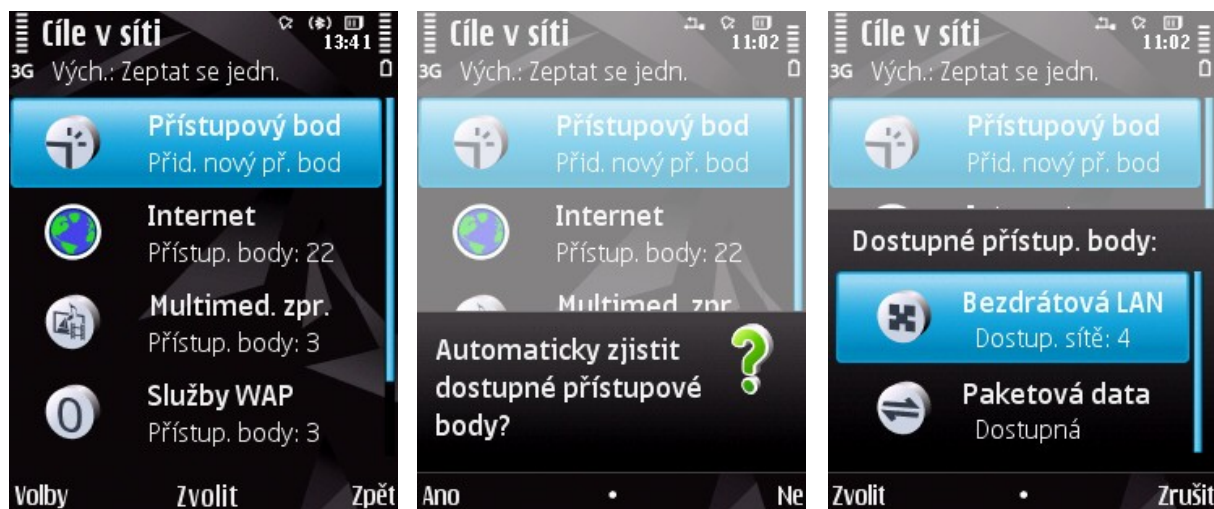 Cíle v síti
13:41
3G Vých.: Zeptat se jedn.
Přístupový bod
Přid. nový př. bod
Internet
Přístup. body: 22
Multimed. zpr.
Přístup. body: 3
Služby WAP
Přístup. body: 3
Volby Zvolit Zpět
Cíle v síti
11:02
3G Vých.: Zeptat se jedn.
Přístupový bod
Přid. nový př. bod
Internet
Přístup. body: 22
Multimed. zpr.
Automaticky zjistit
dostupné přístupové
body?
Ano Ne
Cíle v síti
11:02
3G Vých.: Zeptat se jedn.
Přístupový bod
Přid. nový př. bod
Dostupné přístup. body:
Bezdrátová LAN
Dostup. sítě: 4
Paketová data
Dostupná
Zvolit Zrušit